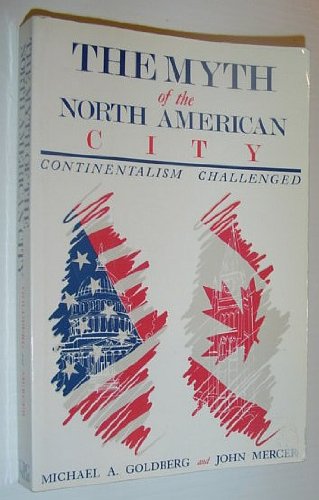 THE MYTH
of the
NORTH AMERICAN
CITY
CONTINENTALISM CHALLENGED
MICHAEL A. GOLDBERG and JOHN MERCER